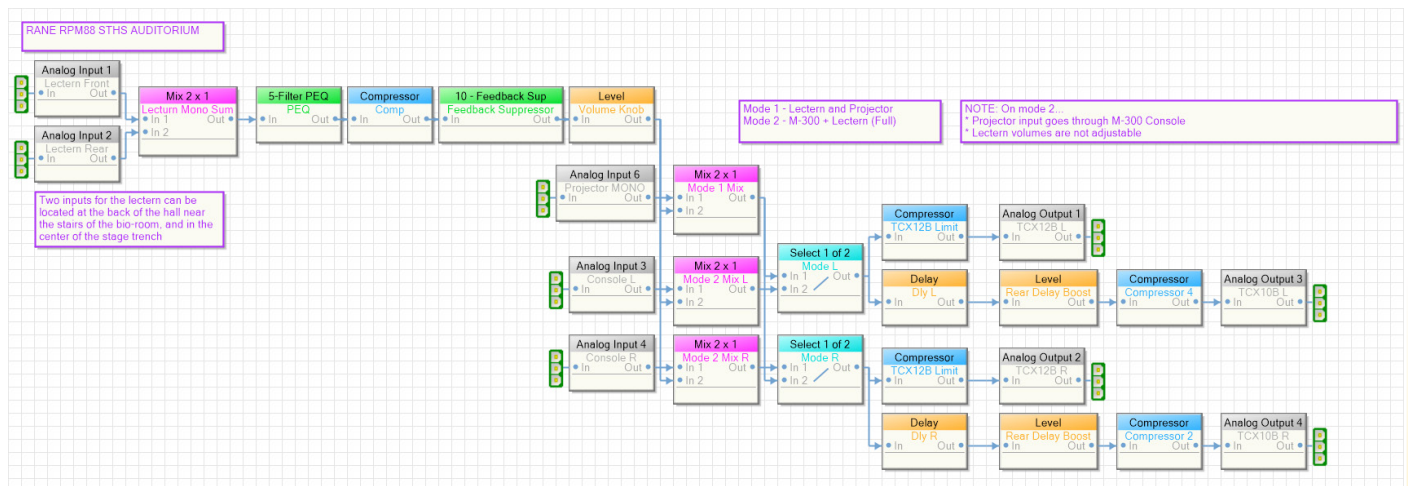 RANE RPM88 STHS AUDITORIUM
Analog Input 1
Lectern Front
In Out
Mix 2 x 1
Lecturn Mono Sum
In 1 Out
In 2
5-Filter PEQ
PEQ
In Out
Compressor
Comp
In Out
10 - Feedback Sup
Feedback Suppressor
In Out
Level
Volume Knob
In Out
Mode 1 - Lectern and Projector
Mode 2 - M-300 + Lectern (Full)
NOTE: On mode 2...
* Projector input goes through M-300 Console
* Lectern volumes are not adjustable
Analog Input 2
Lectern Rear
In Out
Two inputs for the lectern can be
located at the back of the hall near
the stairs of the bio-room, and in the
center of the stage trench
Analog Input 6
Projector MONO
In Out
Mix 2 x 1
Mode 1 Mix
In 1 Out
In 2
Analog Input 3
Console L
In Out
Mix 2 x 1
Mode 2 Mix L
In 1 Out
In 2
Select 1 of 2
Mode L
In 1 Out
In 2
Compressor
TCX12B Limit
In Out
Analog Output 1
TCX12B L
In Out
Delay
Dly L
In Out
Level
Rear Delay Boost
In Out
Compressor
Compressor 4
In Out
Analog Output 3
TCX10B L
In Out
Analog Input 4
Console R
In Out
Mix 2 x 1
Mode 2 Mix R
In 1 Out
In 2
Select 1 of 2
Mode R
In 1 Out
In 2
Compressor
TCX12B Limit
In Out
Analog Output 2
TCX12B R
In Out
Delay
Dly R
In Out
Level
Rear Delay Boost
In Out
Compressor
Compressor 2
In Out
Analog Output 4
TCX10B R
In Out